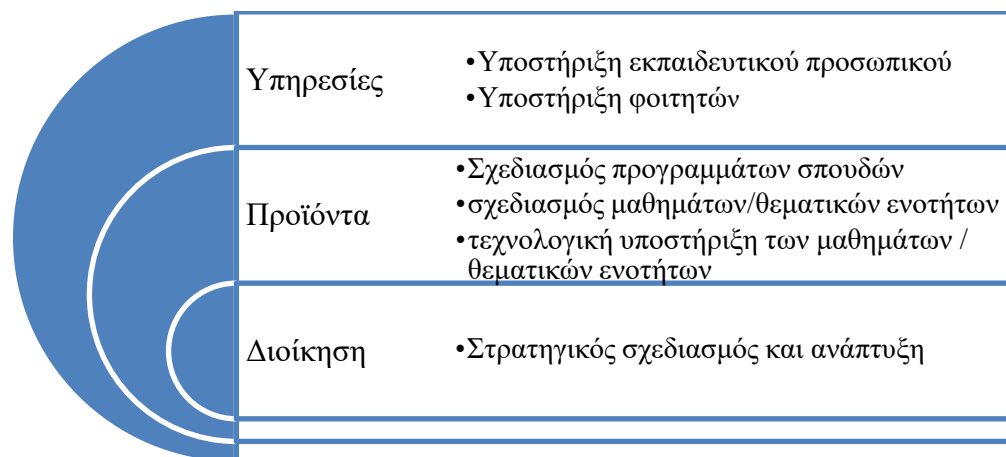 Υπηρεσίες
•Υποστήριξη εκπαιδευτικού προσωπικού
•Υποστήριξη φοιτητών
Προϊόντα
•Σχεδιασμός προγραμμάτων σπουδών
•σχεδιασμός μαθημάτων/θεματικών ενοτήτων
•τεχνολογική υποστήριξη των μαθημάτων /
θεματικών ενοτήτων
Διοίκηση
•Στρατηγικός σχεδιασμός και ανάπτυξη